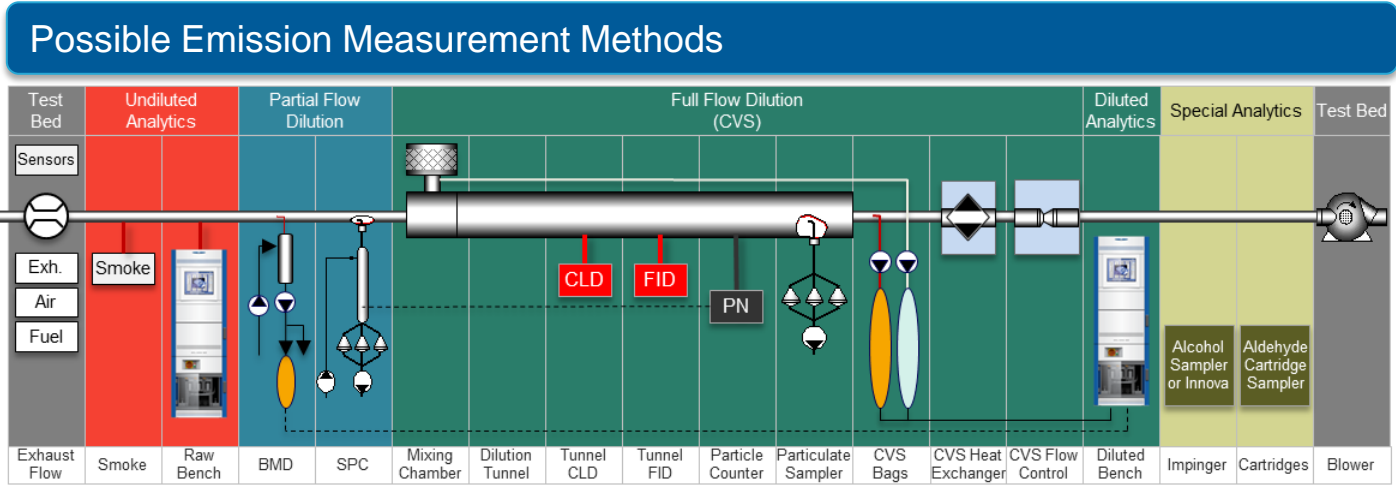 Possible Emission Measurement Methods
Test
Bed
Undiluted
Analytics
Partial Flow
Dilution
Full Flow Dilution
(CVS)
Diluted
Analytics
Special Analytics
Test Bed
Sensors
Exh.
Air
Fuel
Smoke
CLD
FID
PN
Alcohol
Sampler
or Innova
Aldehyde
Cartridge
Sampler
Exhaust
Flow
Smoke
Raw
Bench
BMD
SPC
Mixing
Chamber
Dilution
Tunnel
Tunnel
CLD
Tunnel
FID
Particle
Counter
Particulate
Sampler
CVS
Bags
CVS Heat
Exchanger
CVS Flow
Control
Diluted
Bench
Impinger
Cartridges
Blower